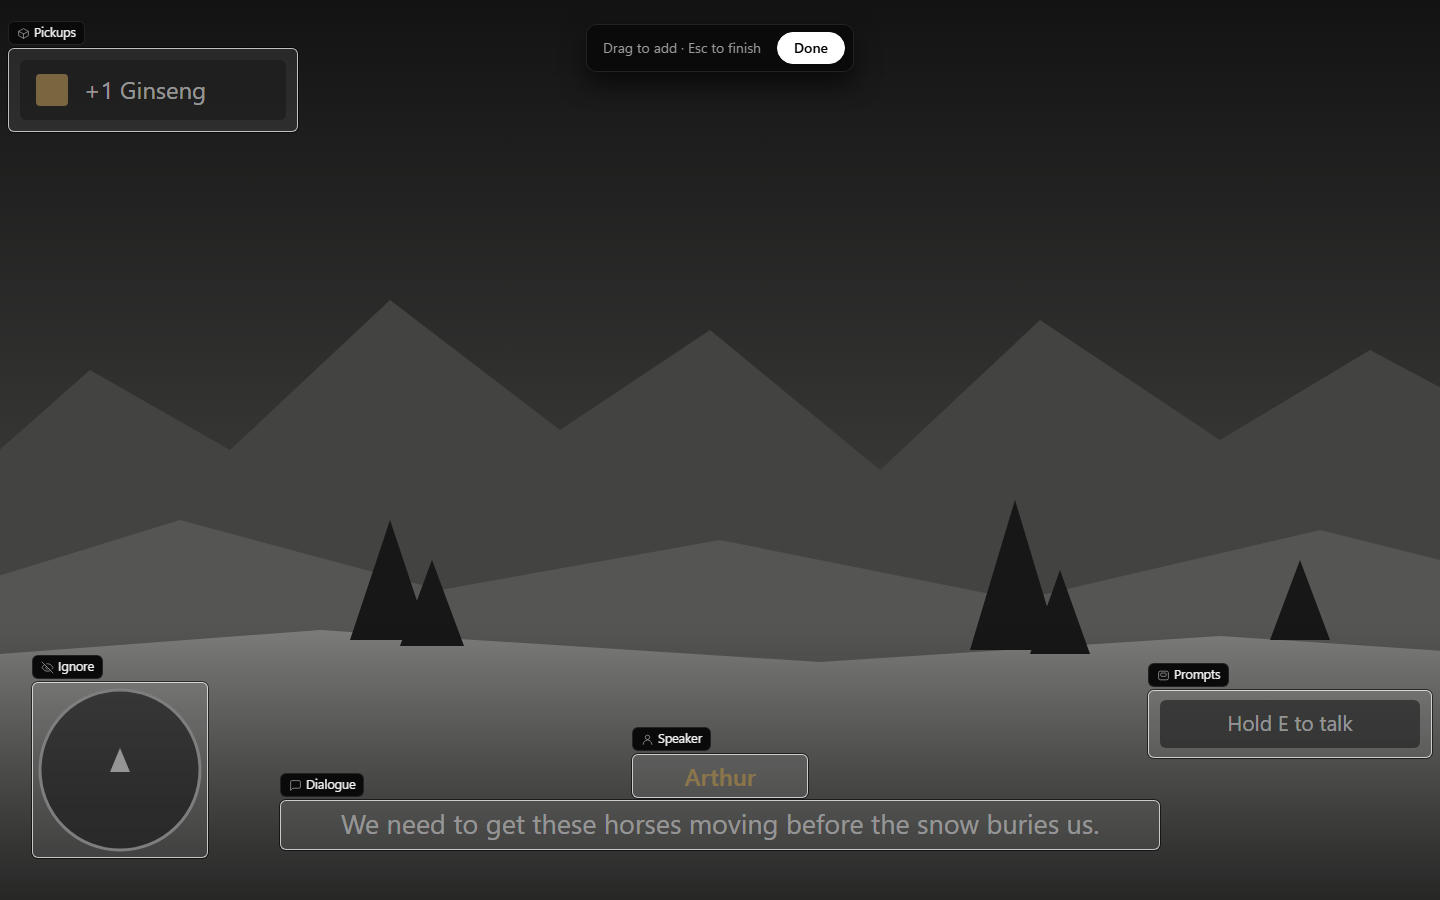 Pickups
Drag to add · Esc to finish
Done
+1 Ginseng
Ignore
Prompts
Hold E to talk
Speaker
Arthur
Dialogue
We need to get these horses moving before the snow buries us.